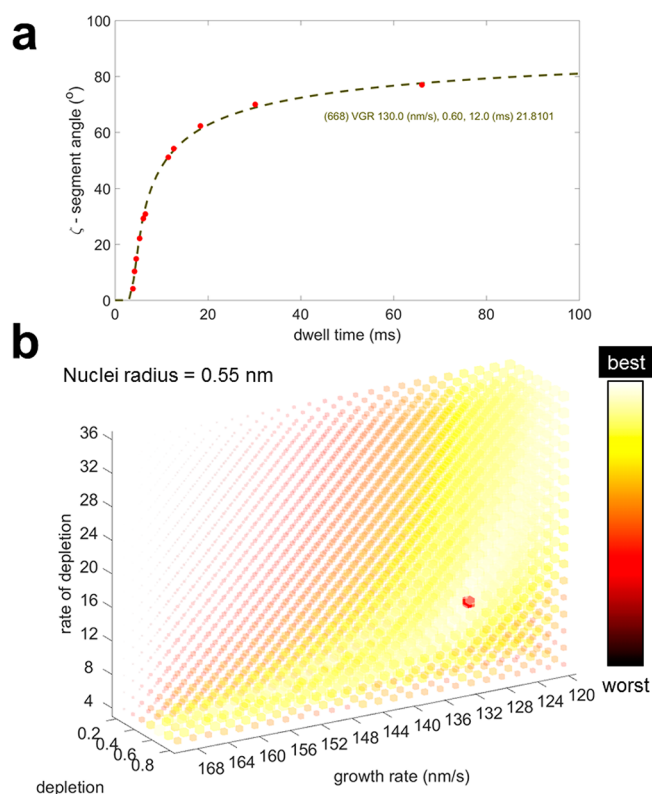 a
100
80
60
40
20
0
ζ - segment angle (°)
(668) VGR 130.0 (nm/s), 0.60, 12.0 (ms) 21.8101
0 20 40 60 80 100
dwell time (ms)
b
Nuclei radius = 0.55 nm
best
worst
36
32
28
24
20
16
12
8
4
rate of depletion
0.2
0.4
0.6
0.8
depletion
168 164 160 156 152 148 144 140 136 132 128 124 120
growth rate (nm/s)